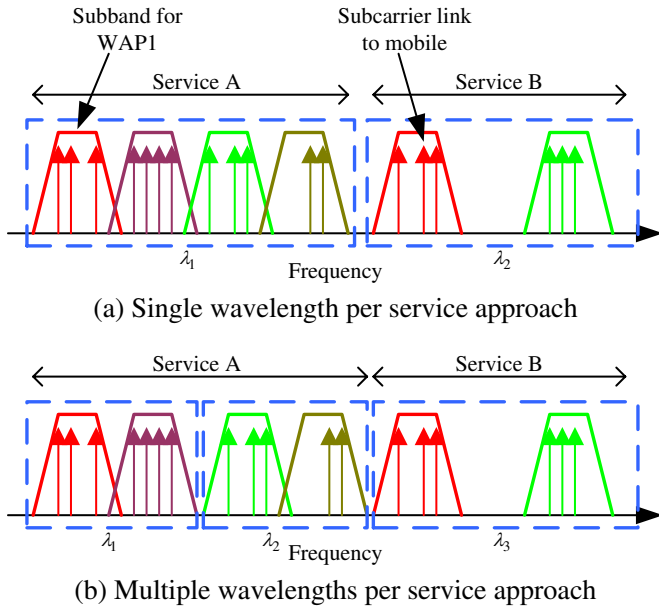 Subband for
WAP1
Subcarrier link
to mobile
Service A
Service B
λ1
Frequency
λ2
(a) Single wavelength per service approach
Service A
Service B
λ1
λ2
Frequency
λ3
(b) Multiple wavelengths per service approach